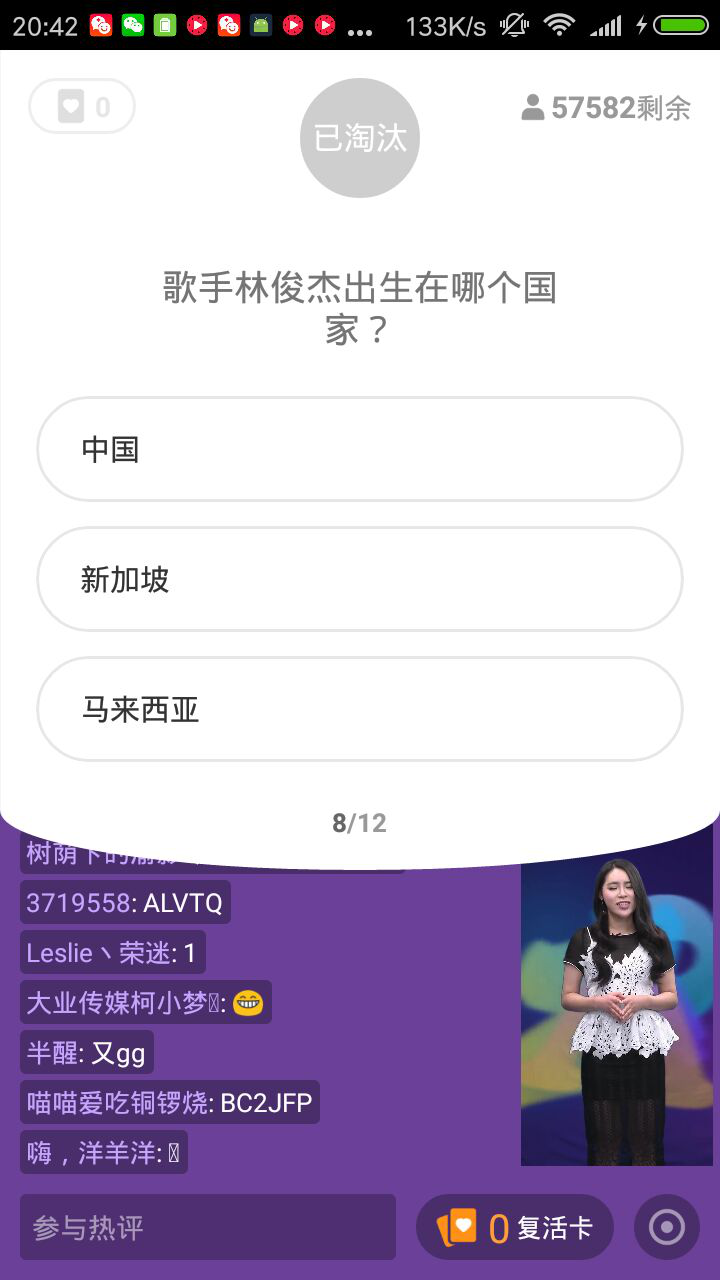 20:42 133K/s
0
已淘汰
57582剩余
歌手林俊杰出生在哪个国
家？
中国
新加坡
马来西亚
8/12
3719558: ALVTQ
Leslie丶荣迷: 1
大业传媒柯小梦: 😁
半醒: 又gg
喵喵爱吃铜锣烧: BC2JFP
嗨，洋羊洋:
参与热评
0 复活卡